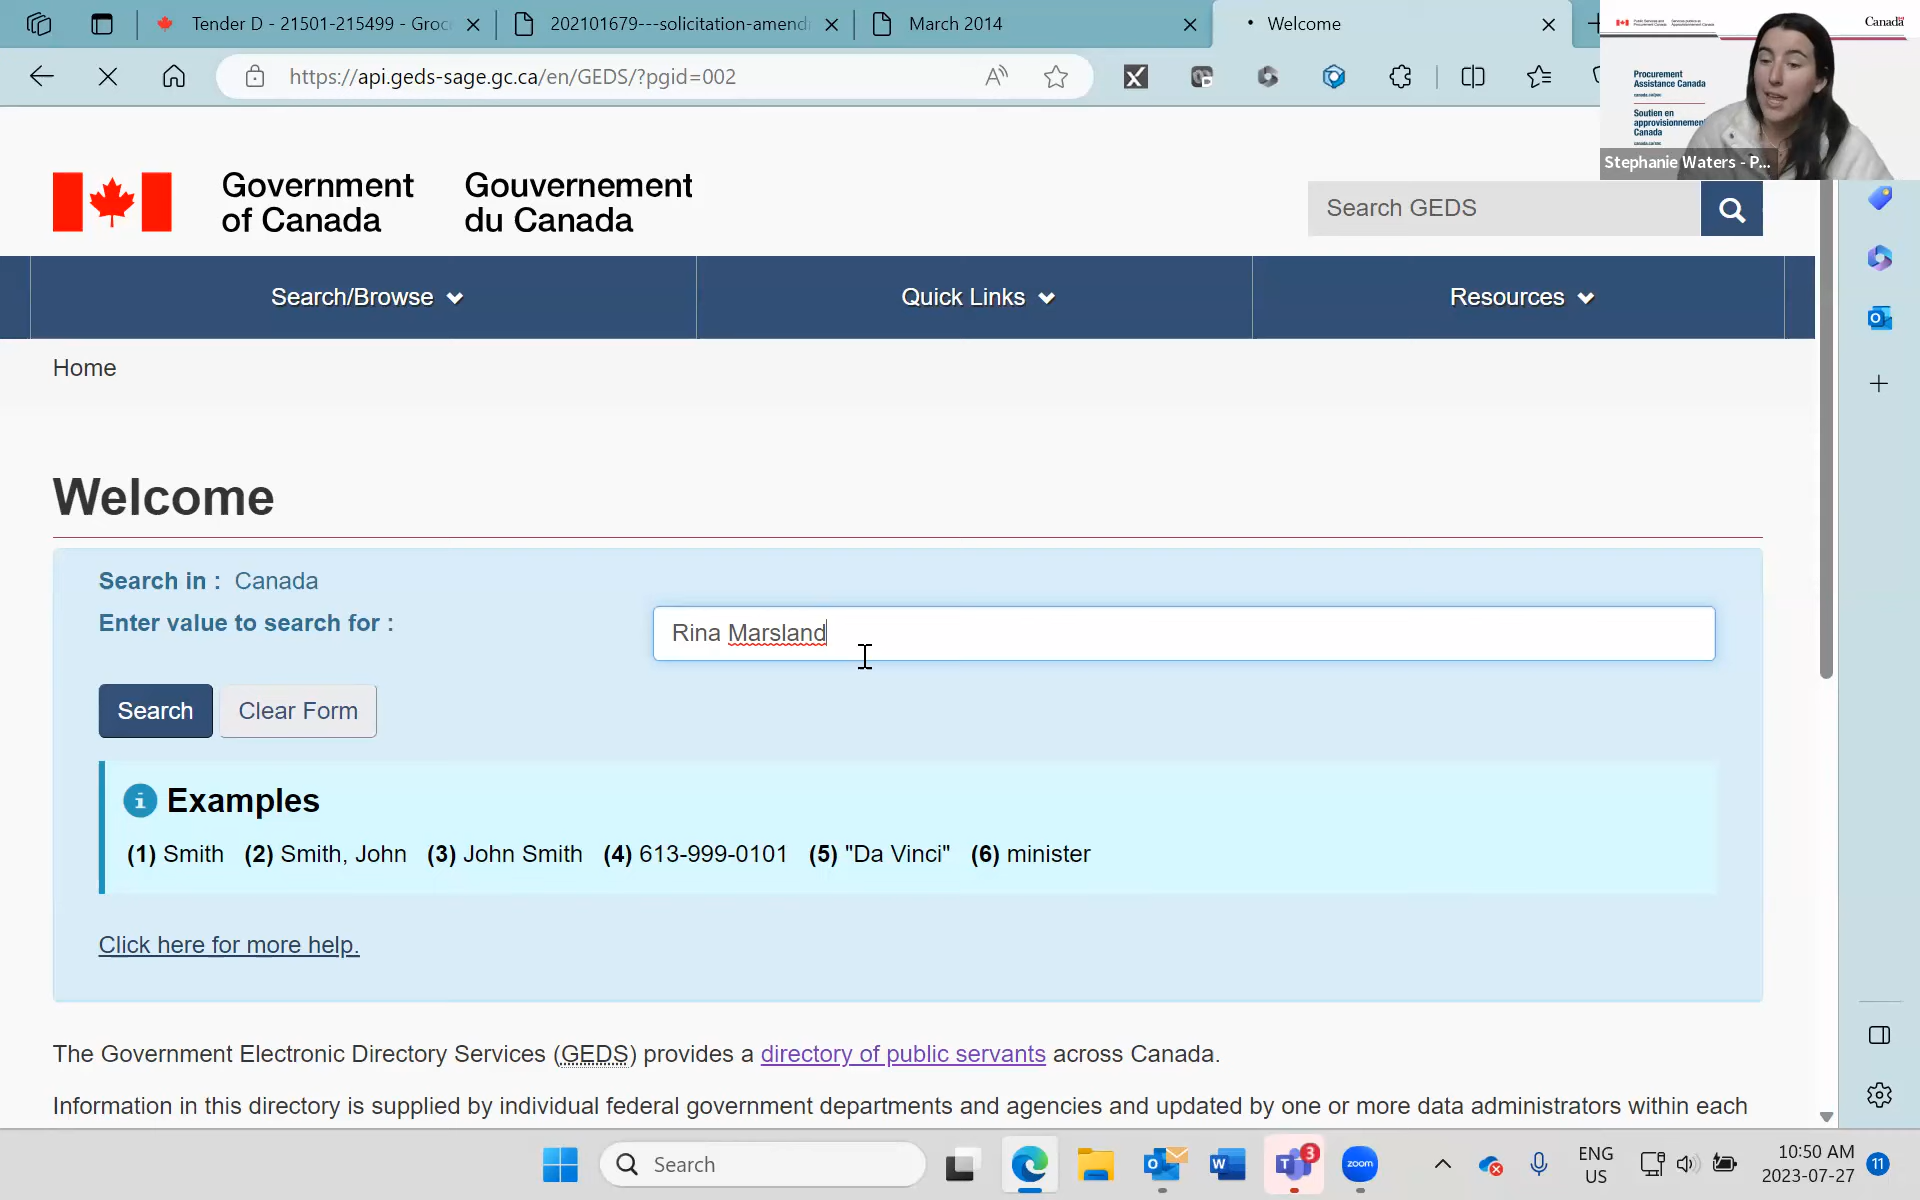 Tender D - 21501-215499 - Groc
202101679---solicitation-amend
March 2014
Welcome
https://api.geds-sage.gc.ca/en/GEDS/?pgid=002
Canada
Procurement
Assistance Canada
Soutien en
approvisionnement
Canada
Stephanie Waters - P...
Government
of Canada
Gouvernement
du Canada
Search GEDS
Search/Browse
Quick Links
Resources
Home
Welcome
Search in : Canada
Enter value to search for :
Rina Marsland
Search
Clear Form
Examples
(1) Smith (2) Smith, John (3) John Smith (4) 613-999-0101 (5) "Da Vinci" (6) minister
Click here for more help.
The Government Electronic Directory Services (GEDS) provides a directory of public servants across Canada.
Information in this directory is supplied by individual federal government departments and agencies and updated by one or more data administrators within each
Search
3
zoom
ENG
US
10:50 AM
2023-07-27
11